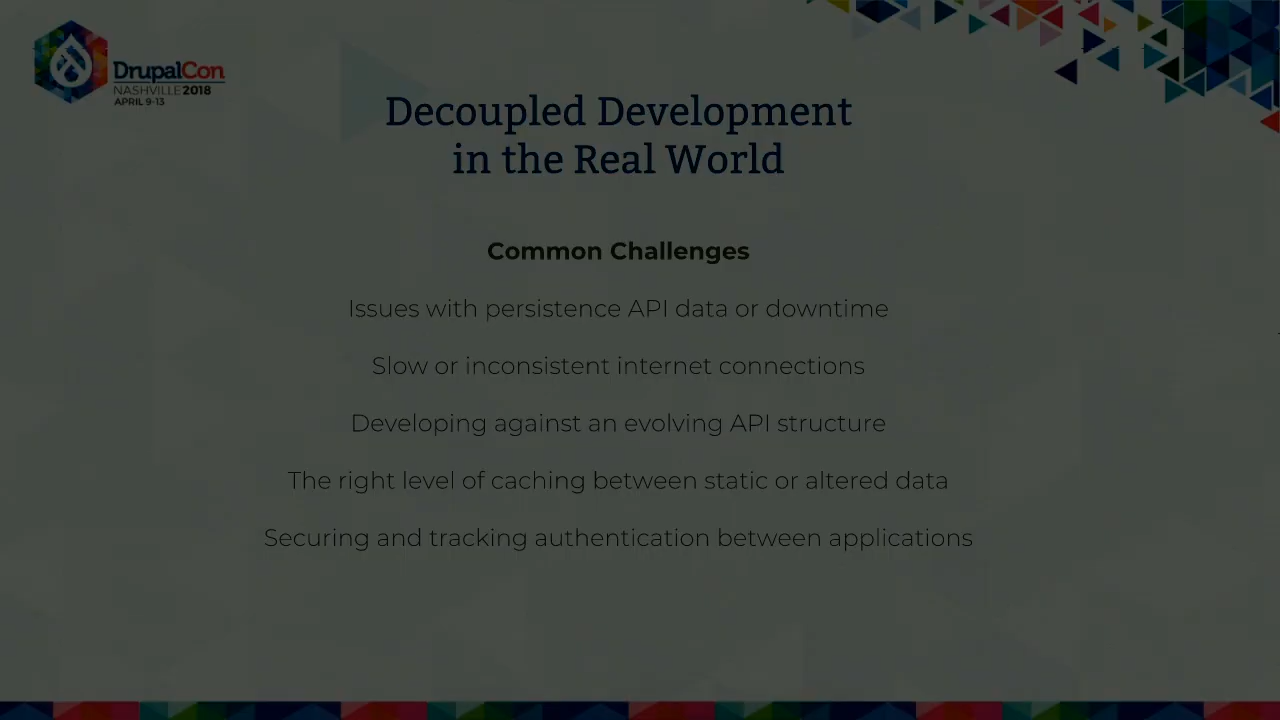 DrupalCon
NASHVILLE 2018
APRIL 9-13
Decoupled Development
in the Real World
Common Challenges
Issues with persistence API data or downtime
Slow or inconsistent internet connections
Developing against an evolving API structure
The right level of caching between static or altered data
Securing and tracking authentication between applications